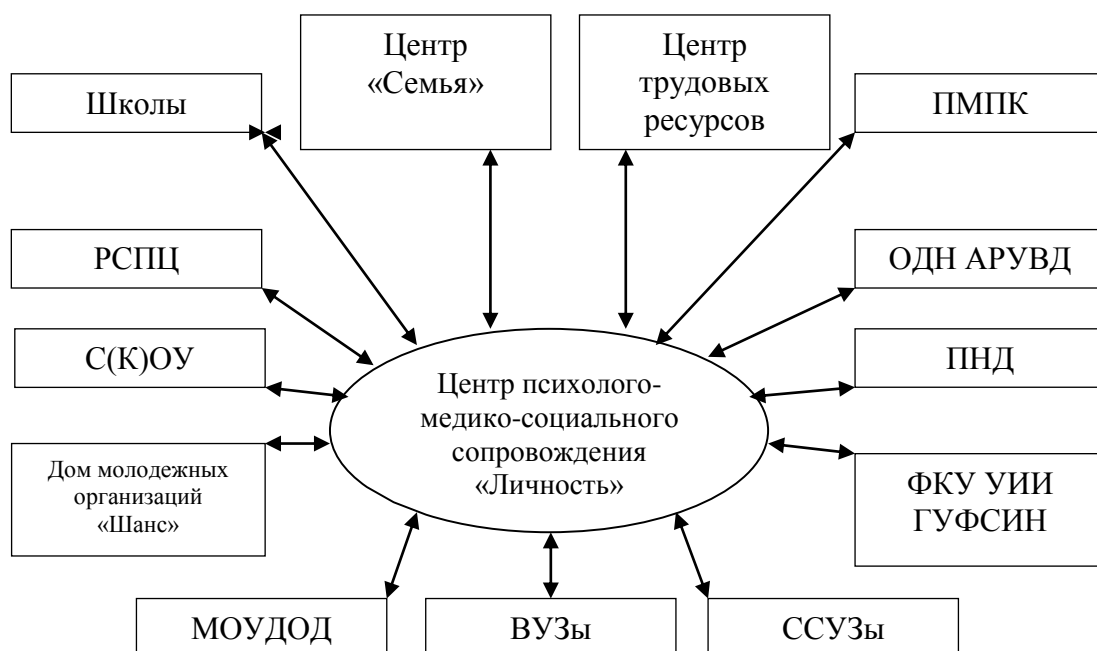 Центр
«Семья»
Центр
трудовых
ресурсов
Школы
ПМПК
РСПЦ
ОДН АРУВД
С(К)ОУ
ПНД
Центр психолого-
медико-социального
сопровождения
«Личность»
Дом молодежных
организаций
«Шанс»
ФКУ УИИ
ГУФСИН
МОУДОД
ВУЗы
ССУЗы